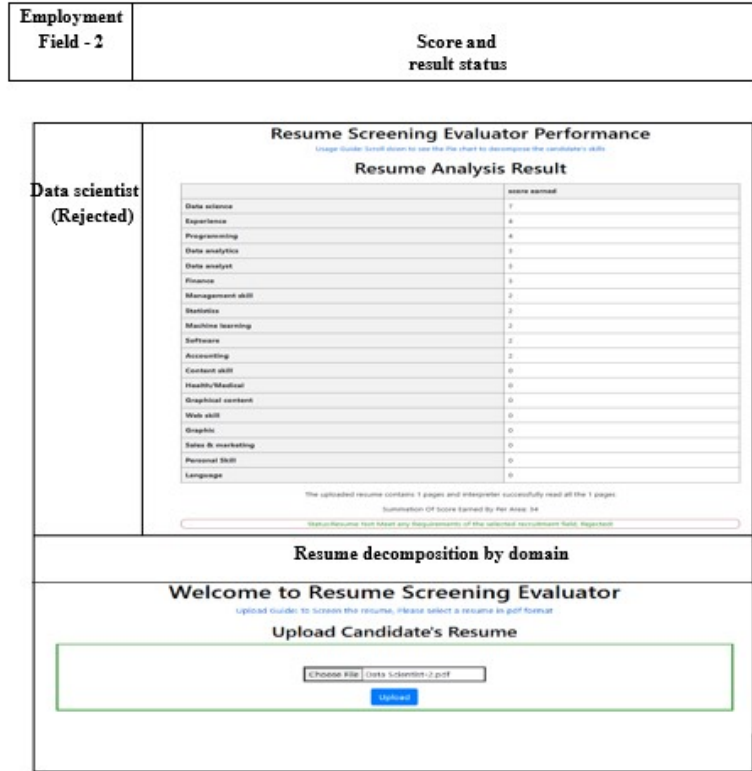 Employment
Field - 2
Score and
result status
Resume Screening Evaluator Performance
Usage Guide: Scroll down to see the Pie chart to decompose the candidate's skills
Resume Analysis Result
Data scientist
(Rejected)
score earned
Data science 7
Experience
Programming
Data analytics 3
Data analyst 3
Finance 3
Management skill 2
Statistics 2
Machine learning 2
Software 2
Accounting 2
Content skill 0
Health/Medical 0
Graphical content 0
Web skill 0
Graphic 0
Sales & marketing 0
Personal Skill 0
Language 0
The uploaded resume contains 1 pages and interpreter successfully read all the 1 pages
Summation Of Score Earned By Per Area: 34
Status:Resume Not Meet any Requirements of the selected recruitment field, Rejected!
Resume decomposition by domain
Welcome to Resume Screening Evaluator
Upload Guide: to Screen the resume, Please select a resume in pdf format
Upload Candidate's Resume
Choose File Data Scientist-2.pdf
Upload